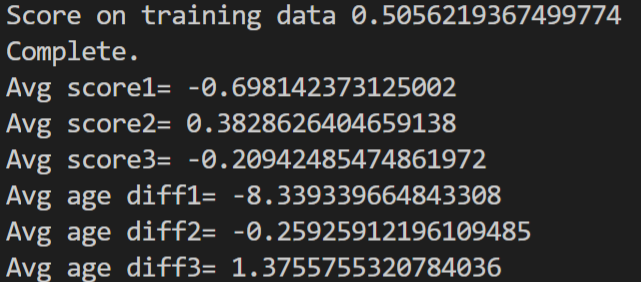 Score on training data 0.5056219367499774
Complete.
Avg score1= -0.698142373125002
Avg score2= 0.3828626404659138
Avg score3= -0.20942485474861972
Avg age diff1= -8.339339664843308
Avg age diff2= -0.25925912196109485
Avg age diff3= 1.3755755320784036